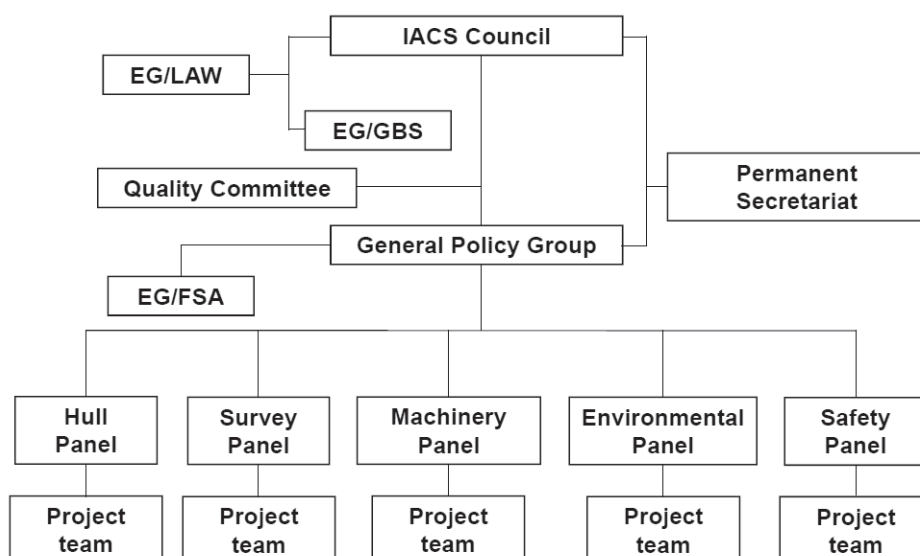 IACS Council
EG/LAW
EG/GBS
Quality Committee
Permanent
Secretariat
General Policy Group
EG/FSA
Hull
Panel
Survey
Panel
Machinery
Panel
Environmental
Panel
Safety
Panel
Project
team
Project
team
Project
team
Project
team
Project
team